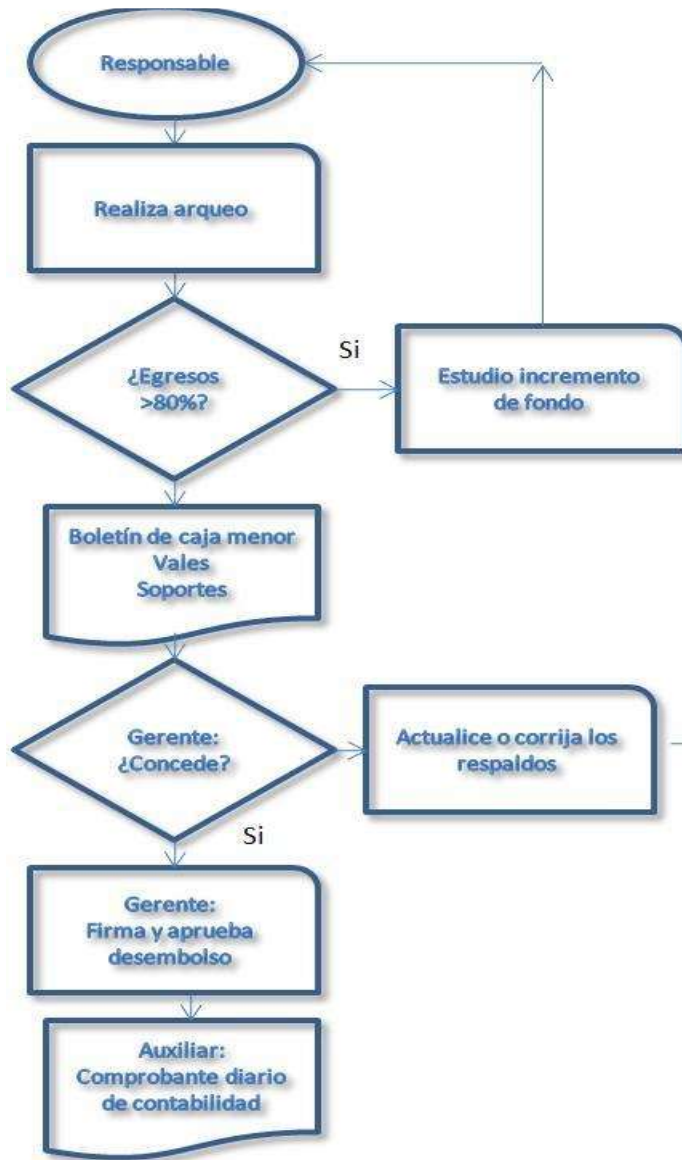 Responsable
Realiza arqueo
¿Egresos
>80%?
Si
Estudio incremento
de fondo
Boletín de caja menor
Vales
Soportes
Gerente:
¿Concede?
Actualice o corrija los
respaldos
Si
Gerente:
Firma y aprueba
desembolso
Auxiliar:
Comprobante diario
de contabilidad